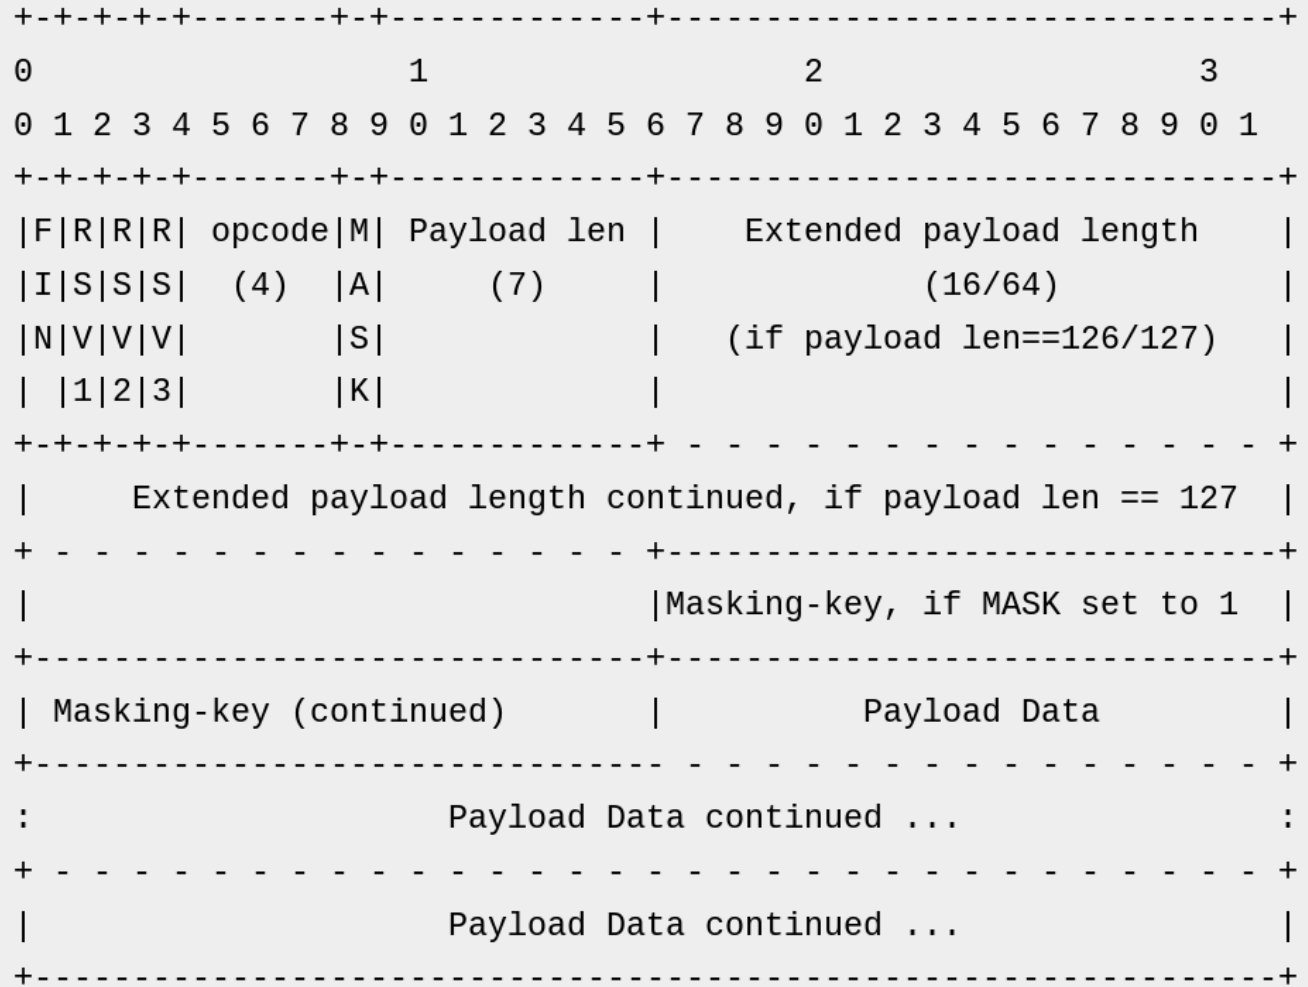 +-+-+-+-+-------+-+-------------+-------------------------------+
0                   1                   2                   3
0 1 2 3 4 5 6 7 8 9 0 1 2 3 4 5 6 7 8 9 0 1 2 3 4 5 6 7 8 9 0 1
+-+-+-+-+-------+-+-------------+-------------------------------+
|F|R|R|R| opcode|M| Payload len |    Extended payload length    |
|I|S|S|S|  (4)  |A|     (7)     |             (16/64)           |
|N|V|V|V|       |S|             |   (if payload len==126/127)   |
| |1|2|3|       |K|             |                               |
+-+-+-+-+-------+-+-------------+ - - - - - - - - - - - - - - - +
|     Extended payload length continued, if payload len == 127  |
+ - - - - - - - - - - - - - - - +-------------------------------+
|                               |Masking-key, if MASK set to 1  |
+-------------------------------+-------------------------------+
| Masking-key (continued)       |          Payload Data         |
+-------------------------------- - - - - - - - - - - - - - - - +
:                     Payload Data continued ...                :
+ - - - - - - - - - - - - - - - - - - - - - - - - - - - - - - - +
|                     Payload Data continued ...                |
+---------------------------------------------------------------+